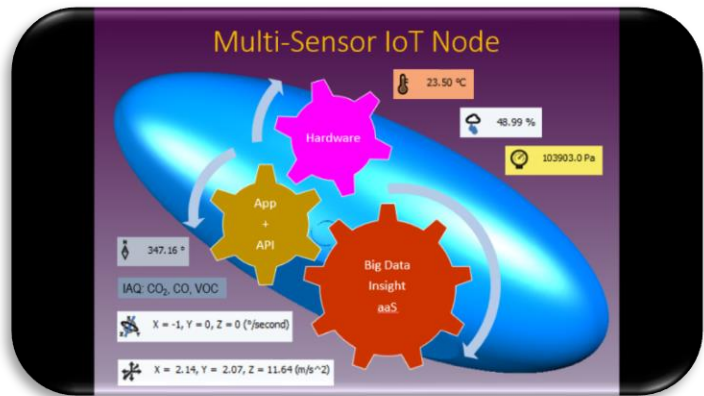 Multi-Sensor IoT Node
23.50 ºC
48.99 %
103903.0 Pa
Hardware
App
+
API
Big Data
Insight
aaS
347.16 º
IAQ: CO₂, CO, VOC
X = -1, Y = 0, Z = 0 (º/second)
X = 2.14, Y = 2.07, Z = 11.64 (m/s^2)